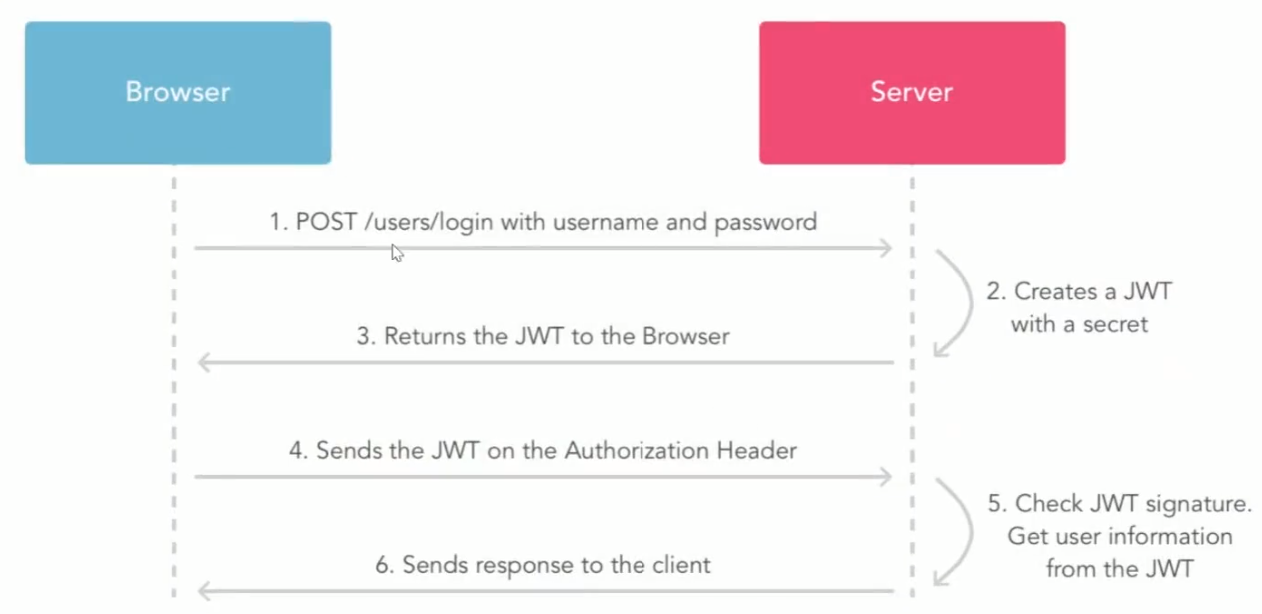 Browser
Server
1. POST /users/login with username and password
2. Creates a JWT
with a secret
3. Returns the JWT to the Browser
4. Sends the JWT on the Authorization Header
5. Check JWT signature.
Get user information
from the JWT
6. Sends response to the client